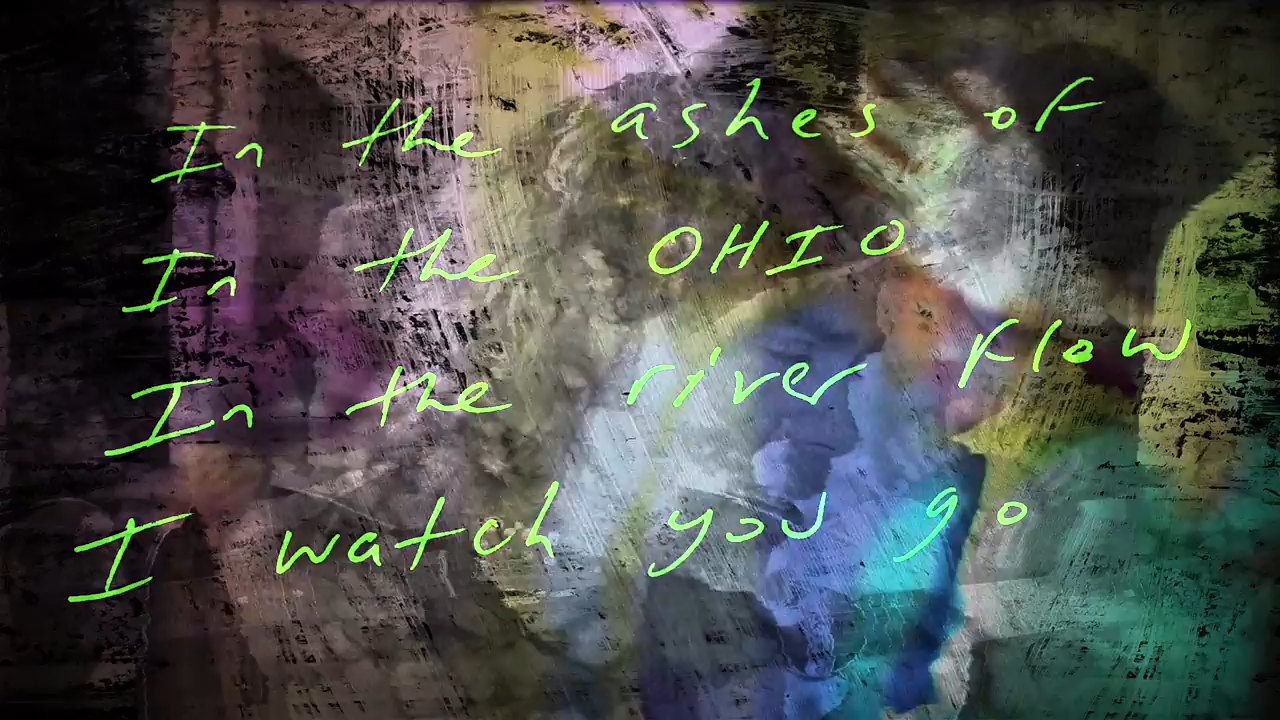 In the ashes of
In the OHIO
In the river flow
I watch you go